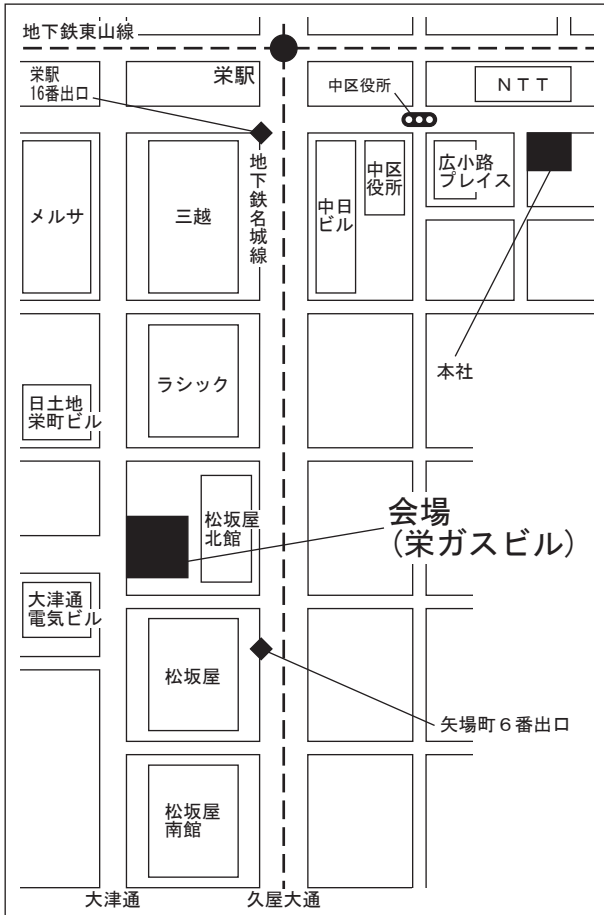 地下鉄東山線
栄駅
16番出口
栄駅
中区役所
ＮＴＴ
メルサ
三越
地下鉄名城線
中日
ビル
中区
役所
広小路
プレイス
本社
ラシック
日土地
栄町ビル
松坂屋
北館
会場
（栄ガスビル）
大津通
電気ビル
松坂屋
矢場町６番出口
松坂屋
南館
大津通
久屋大通